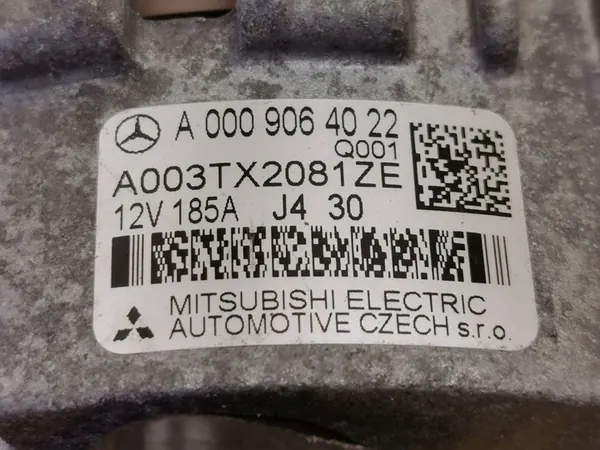 A 000 906 40 22
Q001
A003TX2081ZE
12V 185A J4 30
MITSUBISHI ELECTRIC
AUTOMOTIVE CZECH s.r.o.